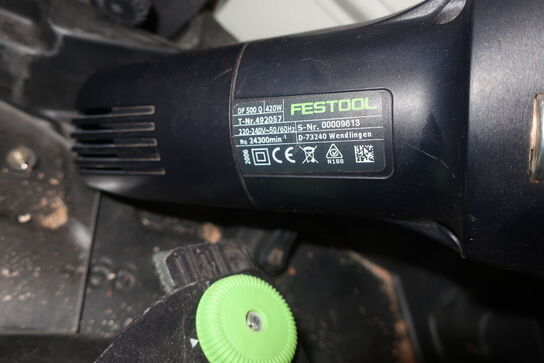 DF 500 Q 420W FESTOOL
T-Nr.492057
220-240V~50/60Hz S-Nr. 00009613
n₀ 24300min⁻¹ D-73240 Wendlingen
2006 CE N188